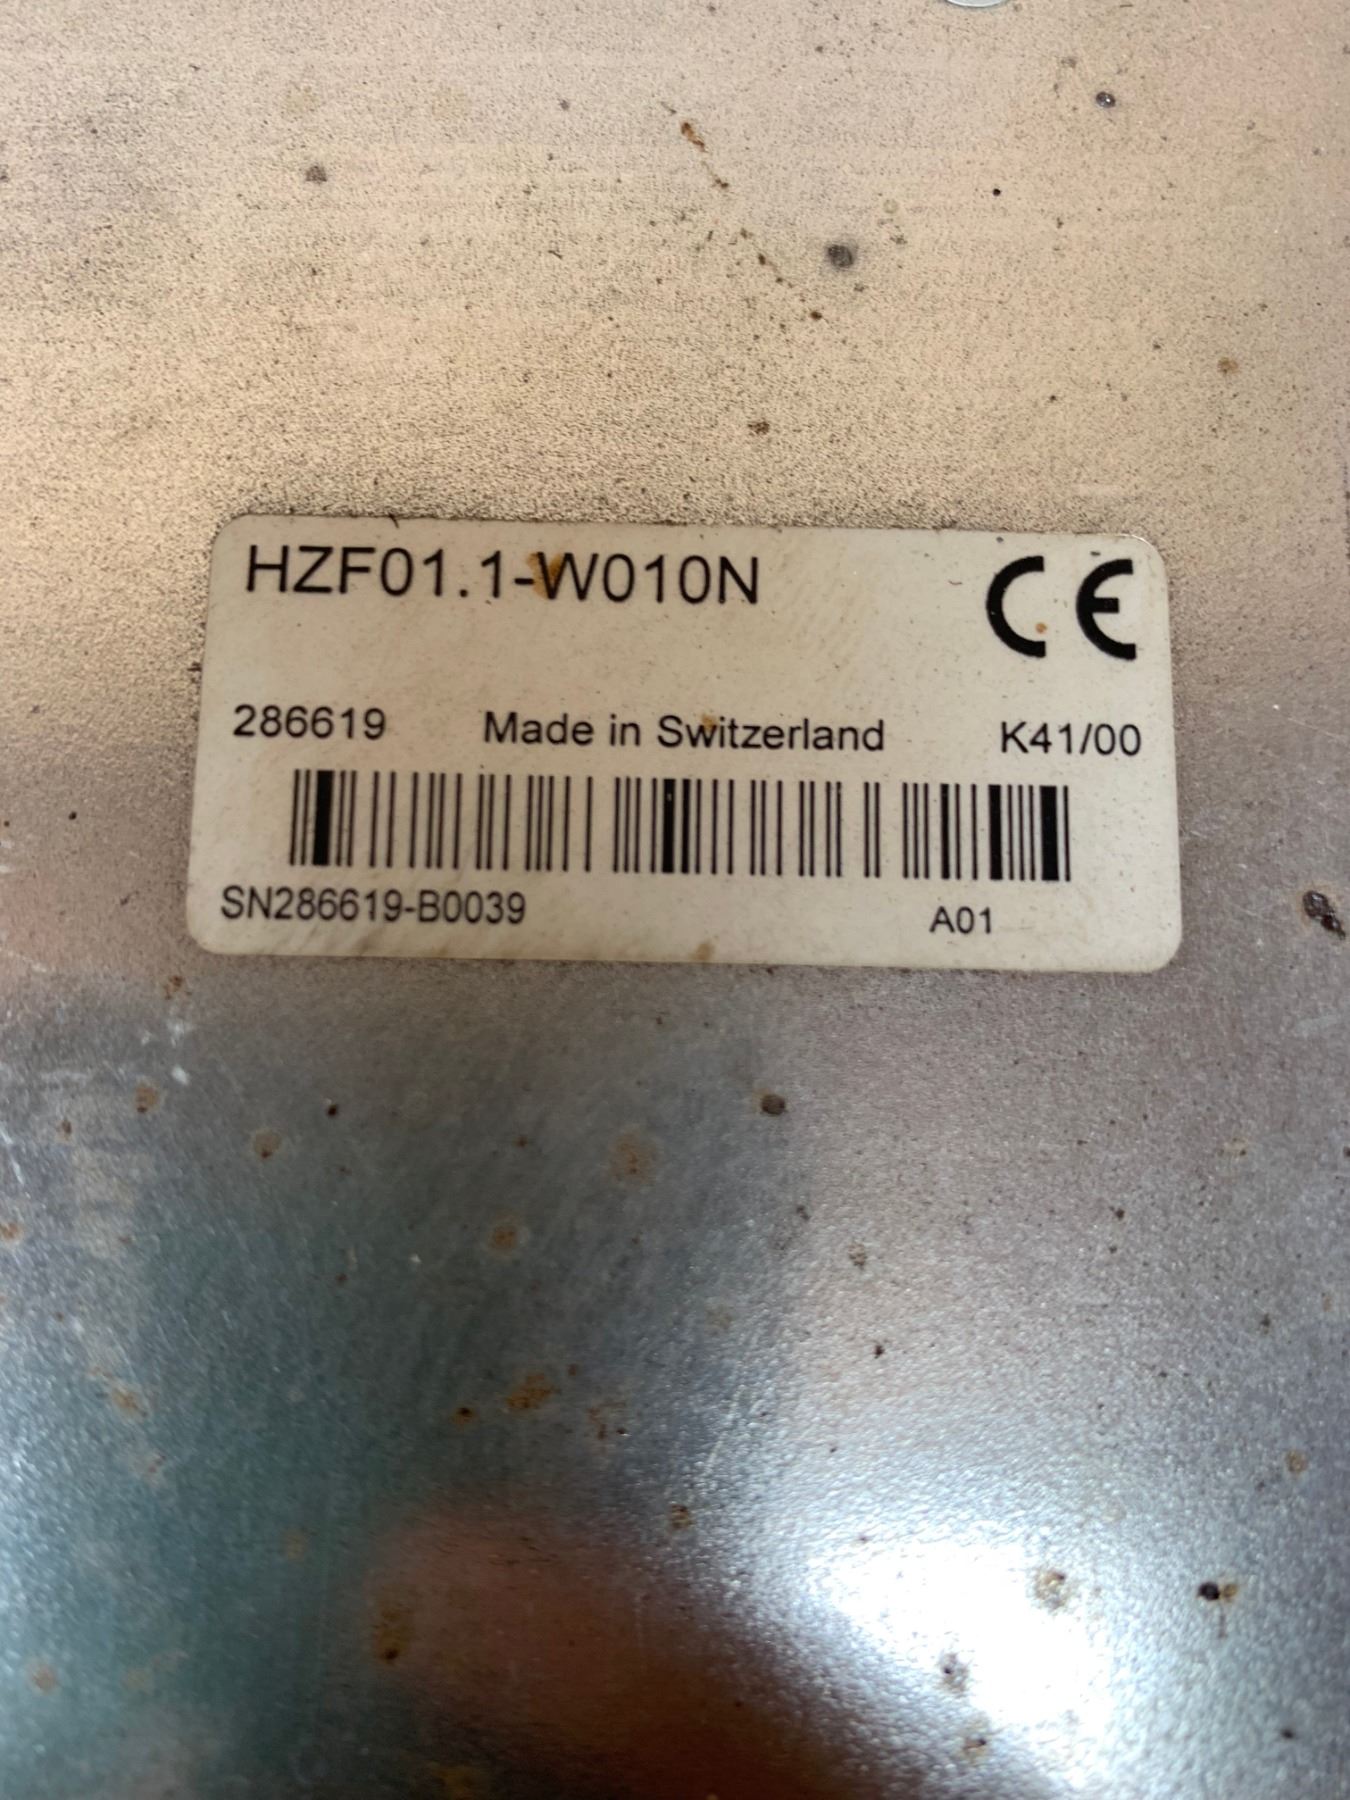 HZF01.1-W010N CE
286619 Made in Switzerland K41/00
SN286619-B0039 A01